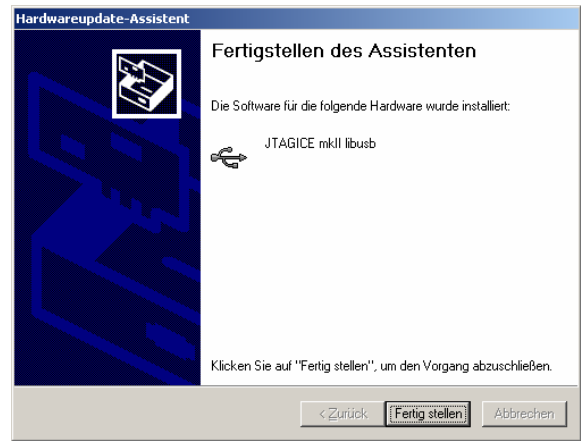 Hardwareupdate-Assistent
Fertigstellen des Assistenten
Die Software für die folgende Hardware wurde installiert:
JTAGICE mkII libusb
Klicken Sie auf "Fertig stellen", um den Vorgang abzuschließen.
< Zurück Fertig stellen Abbrechen